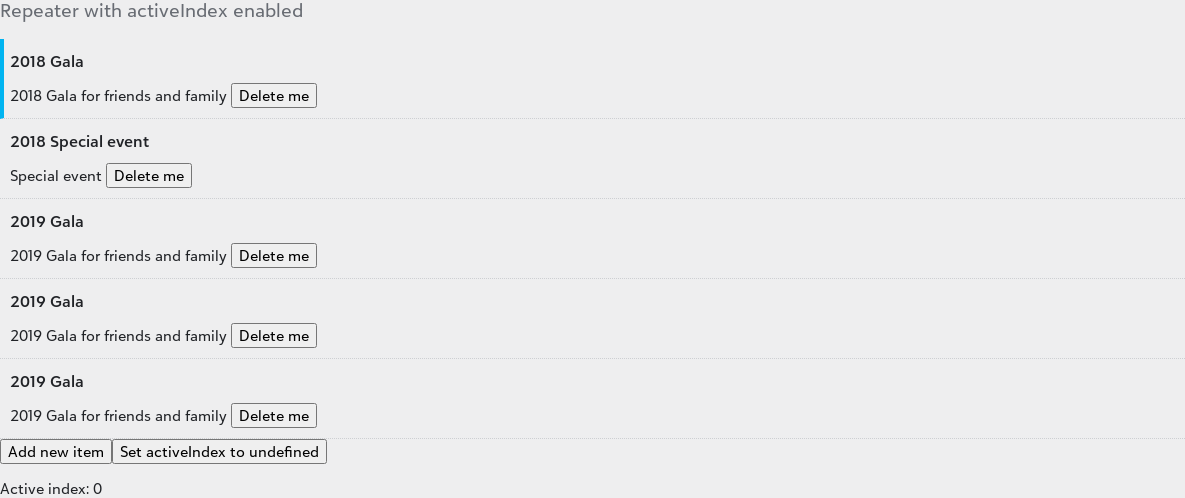 Repeater with activeIndex enabled
2018 Gala
2018 Gala for friends and family Delete me
2018 Special event
Special event Delete me
2019 Gala
2019 Gala for friends and family Delete me
2019 Gala
2019 Gala for friends and family Delete me
2019 Gala
2019 Gala for friends and family Delete me
Add new item Set activeIndex to undefined
Active index: 0